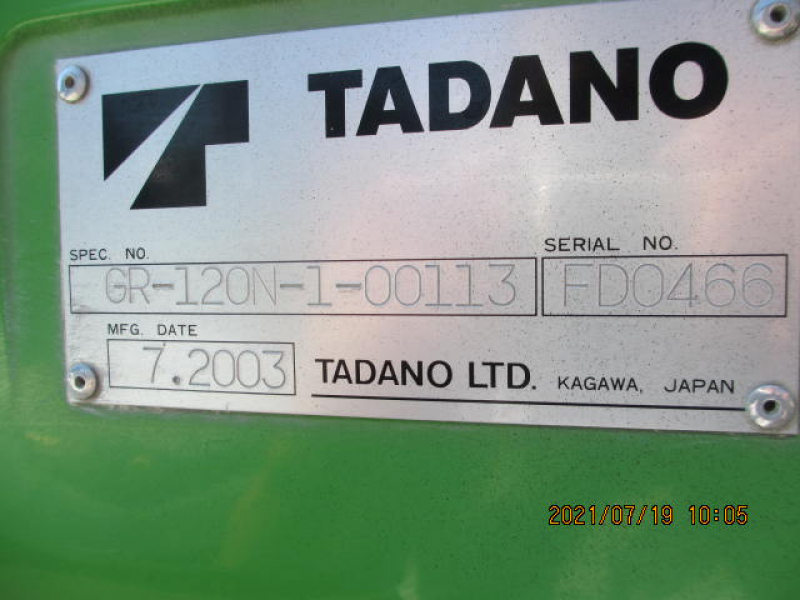 TADANO
SPEC. NO. SERIAL NO.
GR-120N-1-00113 FD0466
MFG. DATE
7.2003 TADANO LTD. KAGAWA, JAPAN
2021/07/19 10:05